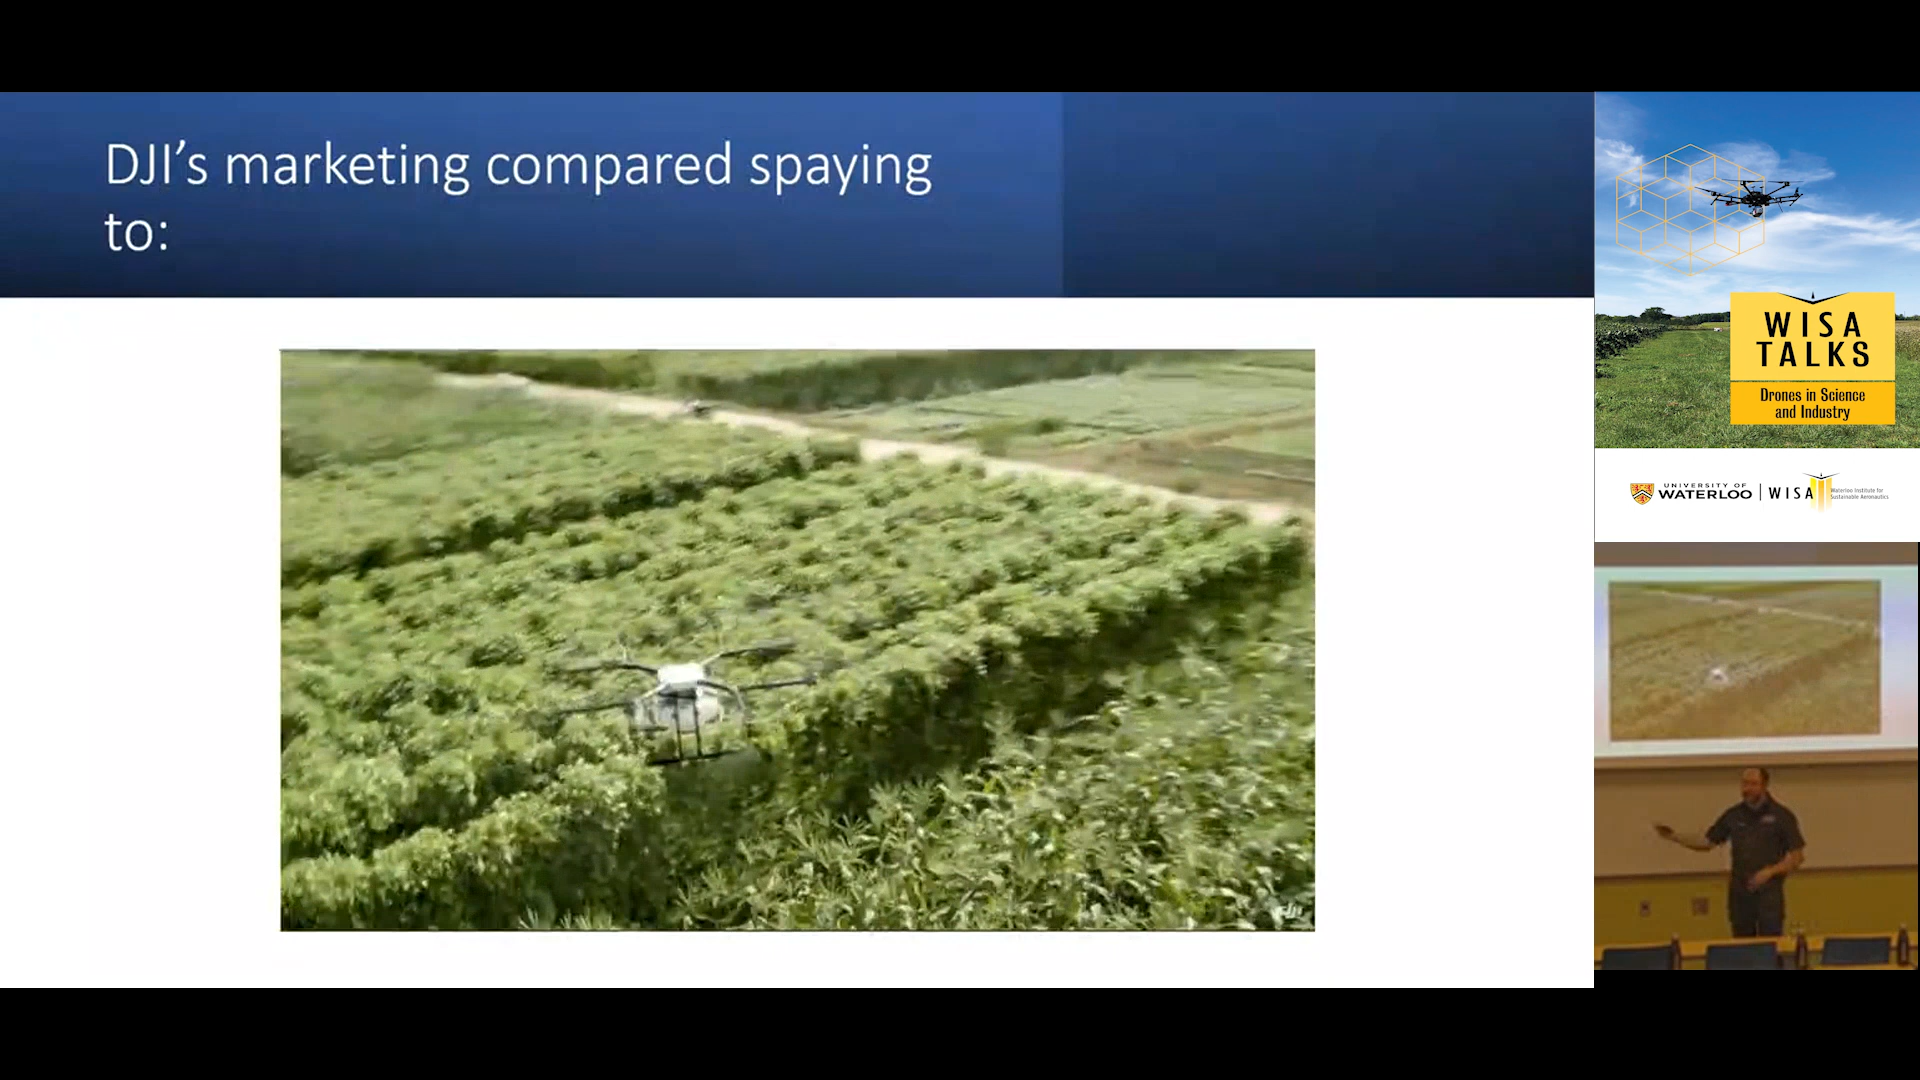 DJI’s marketing compared spaying
to:
WISA
TALKS
Drones in Science
and Industry
UNIVERSITY OF
WATERLOO
WISA
Waterloo Institute for
Sustainable Aeronautics
dji